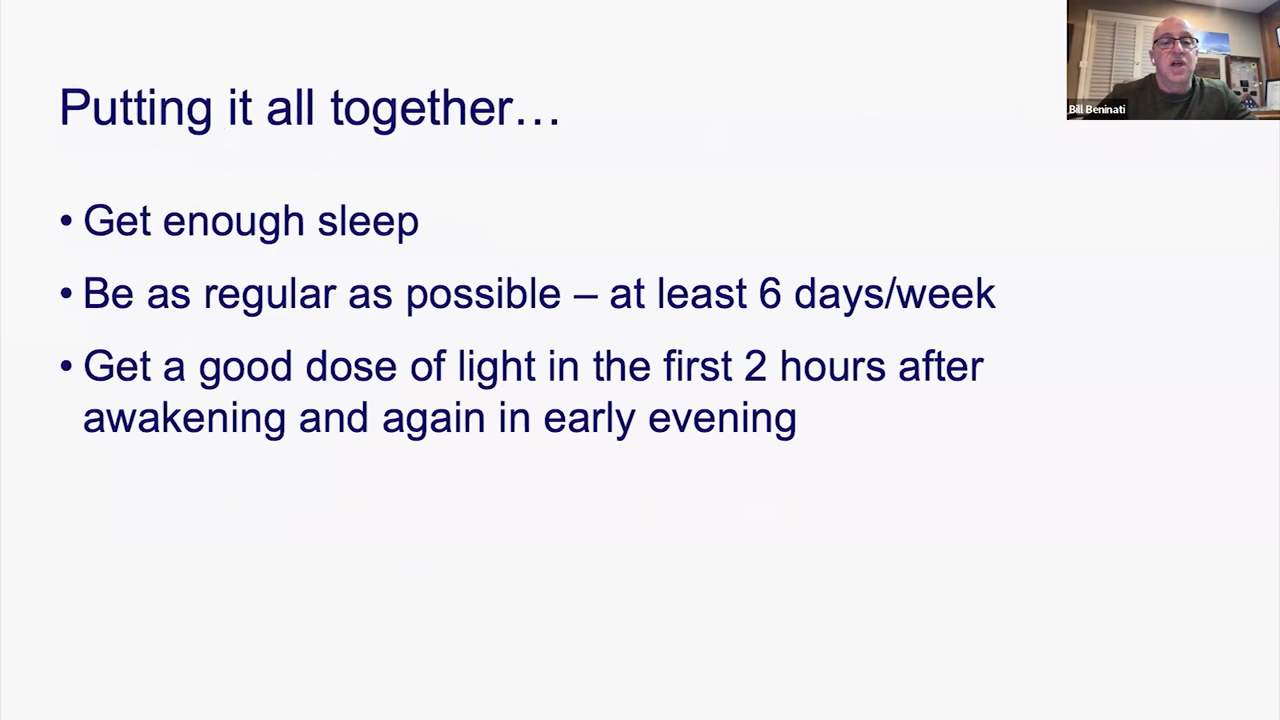 Putting it all together…
• Get enough sleep
• Be as regular as possible – at least 6 days/week
• Get a good dose of light in the first 2 hours after
awakening and again in early evening
Bill Beninati